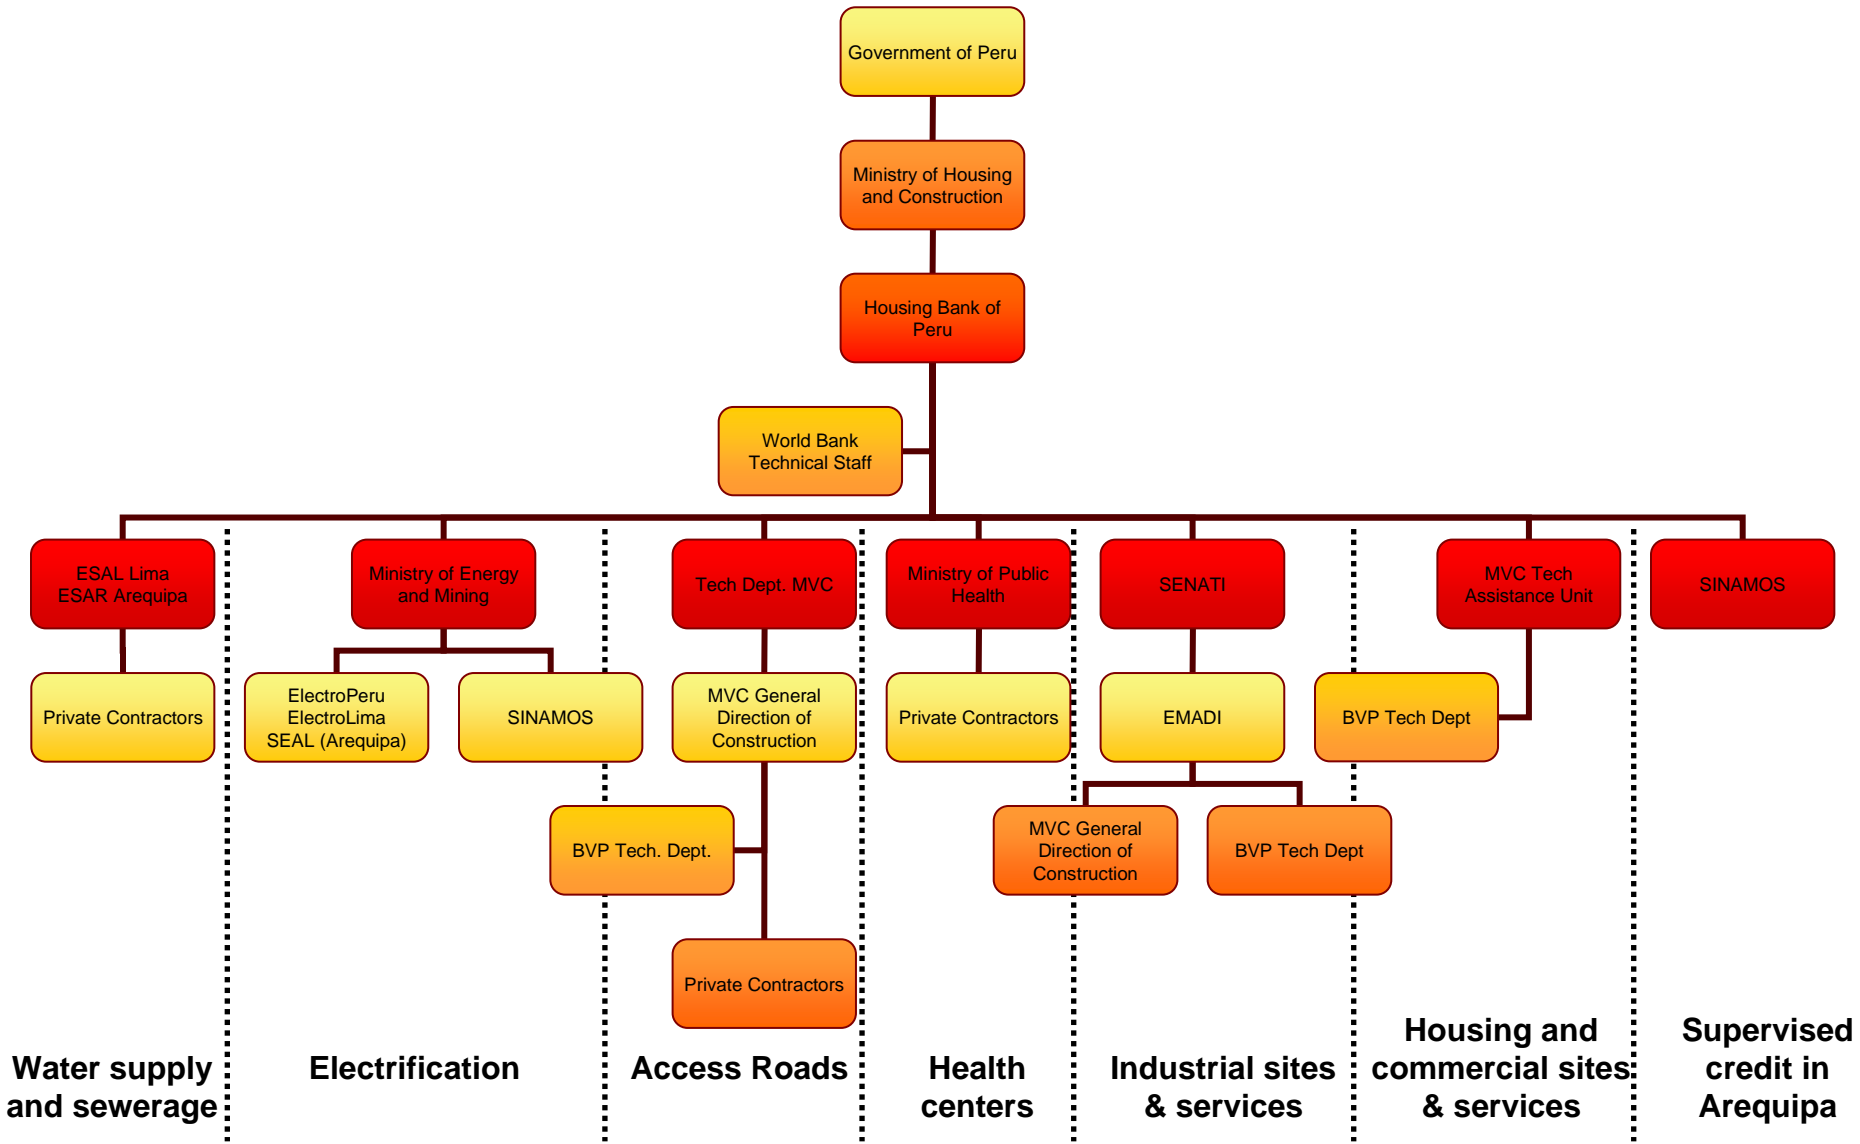 Government of Peru
Ministry of Housing
and Construction
Housing Bank of
Peru
World Bank
Technical Staff
ESAL Lima
ESAR Arequipa
Ministry of Energy
and Mining
Tech Dept. MVC
Ministry of Public
Health
SENATI
MVC Tech
Assistance Unit
SINAMOS
Private Contractors
ElectroPeru
ElectroLima
SEAL (Arequipa)
SINAMOS
MVC General
Direction of
Construction
Private Contractors
EMADI
BVP Tech Dept
BVP Tech. Dept.
MVC General
Direction of
Construction
BVP Tech Dept
Private Contractors
Water supply
and sewerage
Electrification
Access Roads
Health
centers
Industrial sites
& services
Housing and
commercial sites
& services
Supervised
credit in
Arequipa